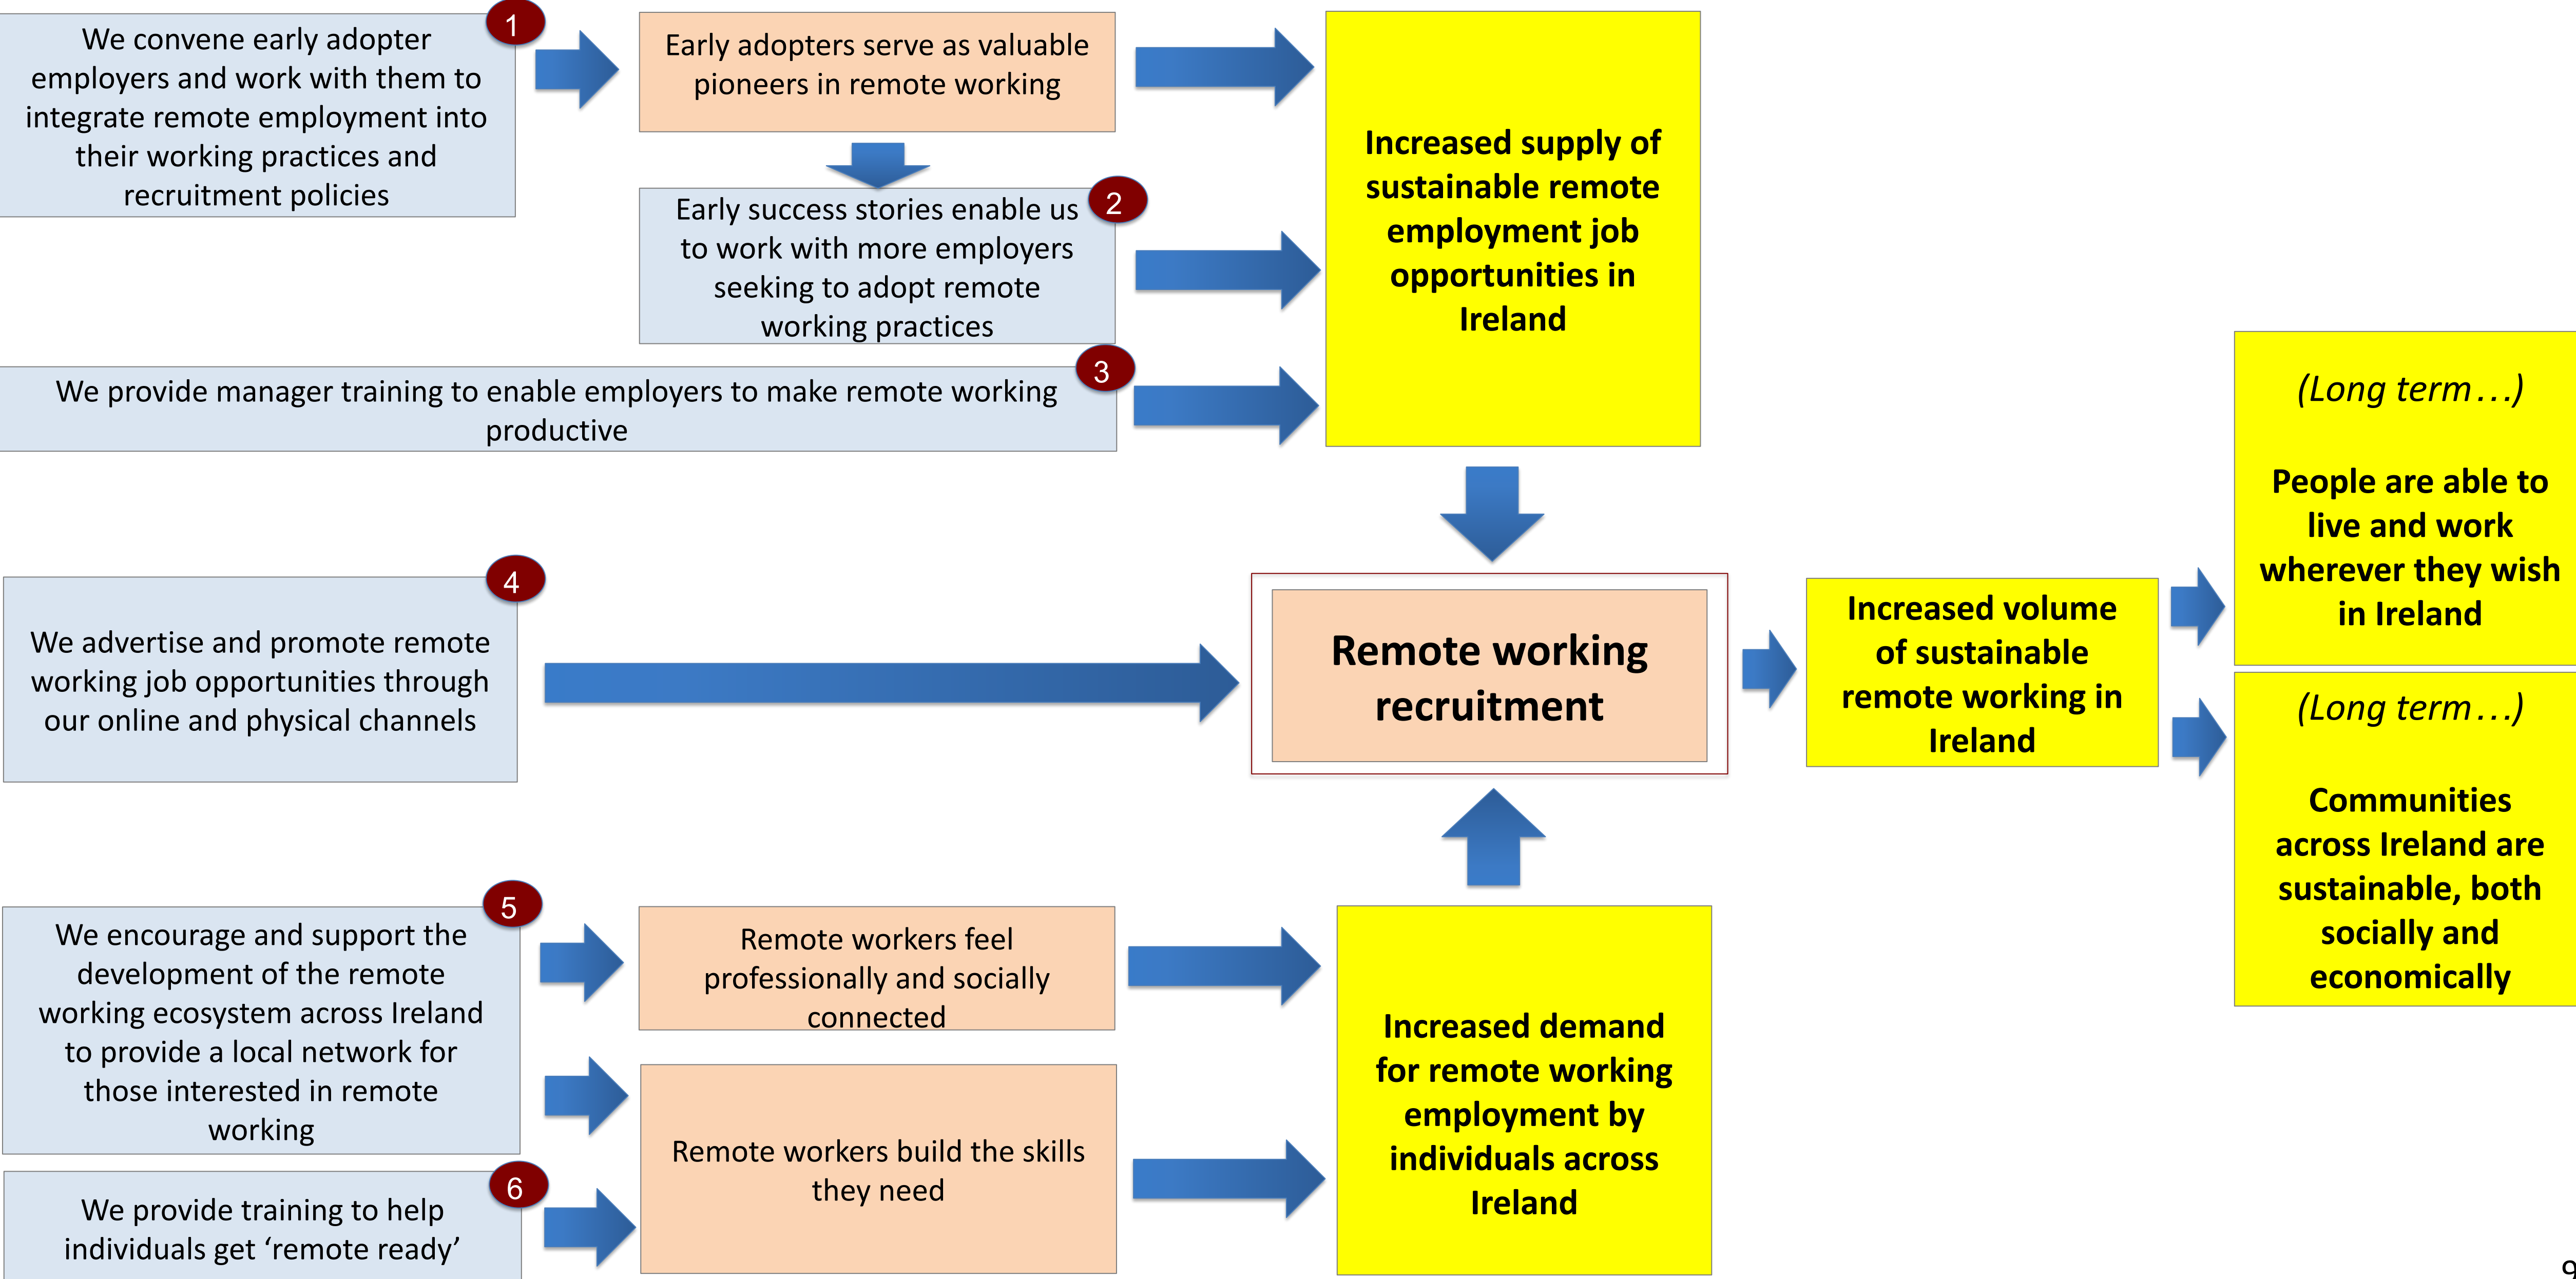 1
We convene early adopter
employers and work with them to
integrate remote employment into
their working practices and
recruitment policies
Early adopters serve as valuable
pioneers in remote working
2
Early success stories enable us
to work with more employers
seeking to adopt remote
working practices
3
We provide manager training to enable employers to make remote working
productive
Increased supply of
sustainable remote
employment job
opportunities in
Ireland
4
We advertise and promote remote
working job opportunities through
our online and physical channels
Remote working
recruitment
Increased volume
of sustainable
remote working in
Ireland
(Long term...)
People are able to
live and work
wherever they wish
in Ireland
(Long term...)
Communities
across Ireland are
sustainable, both
socially and
economically
5
We encourage and support the
development of the remote
working ecosystem across Ireland
to provide a local network for
those interested in remote
working
Remote workers feel
professionally and socially
connected
6
We provide training to help
individuals get ‘remote ready’
Remote workers build the skills
they need
Increased demand
for remote working
employment by
individuals across
Ireland